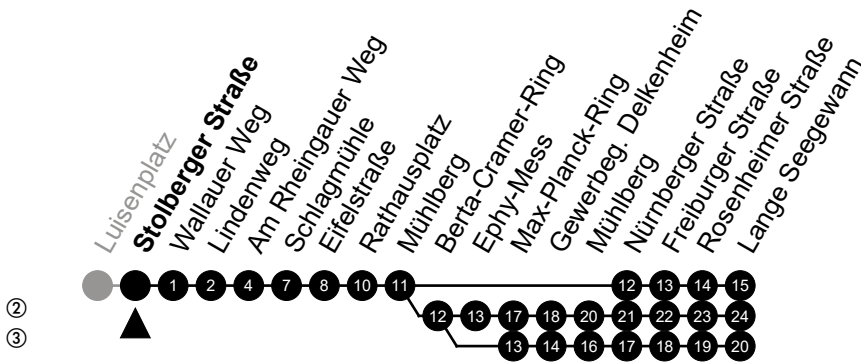 Luisenplatz
Stolberger Straße
Wallauer Weg
Lindenweg
Am Rheingauer Weg
Schlagmühle
Eifelstraße
Rathausplatz
Mühlberg
Berta-Cramer-Ring
Ephy-Mess
Max-Planck-Ring
Gewerbeg. Delkenheim
Mühlberg
Nürnberger Straße
Freiburger Straße
Rosenheimer Straße
Lange Seegewann
1 2 4 7 8 10 11 12 13 14 15
② 12 13 17 18 20 21 22 23 24
③ 13 14 16 17 18 19 20